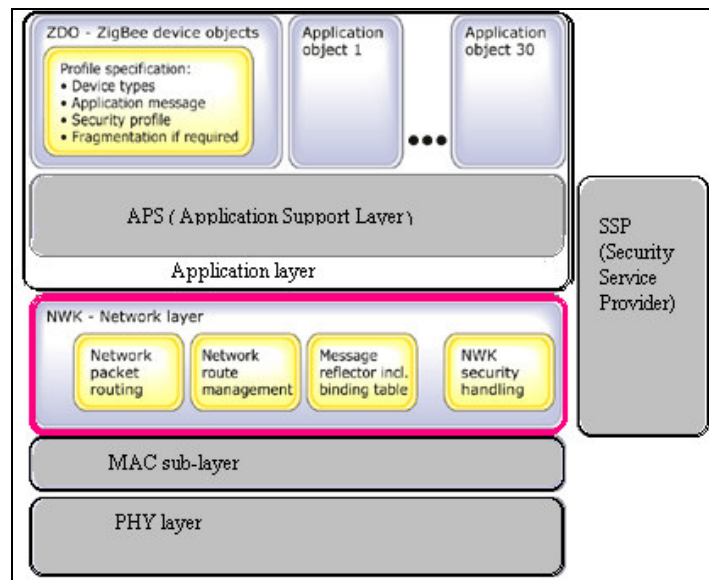 ZDO - ZigBee device objects
Profile specification:
• Device types
• Application message
• Security profile
• Fragmentation if required
Application
object 1
•••
Application
object 30
APS ( Application Support Layer)
Application layer
SSP
(Security
Service
Provider)
NWK - Network layer
Network
packet
routing
Network
route
management
Message
reflector incl.
binding table
NWK
security
handling
MAC sub-layer
PHY layer